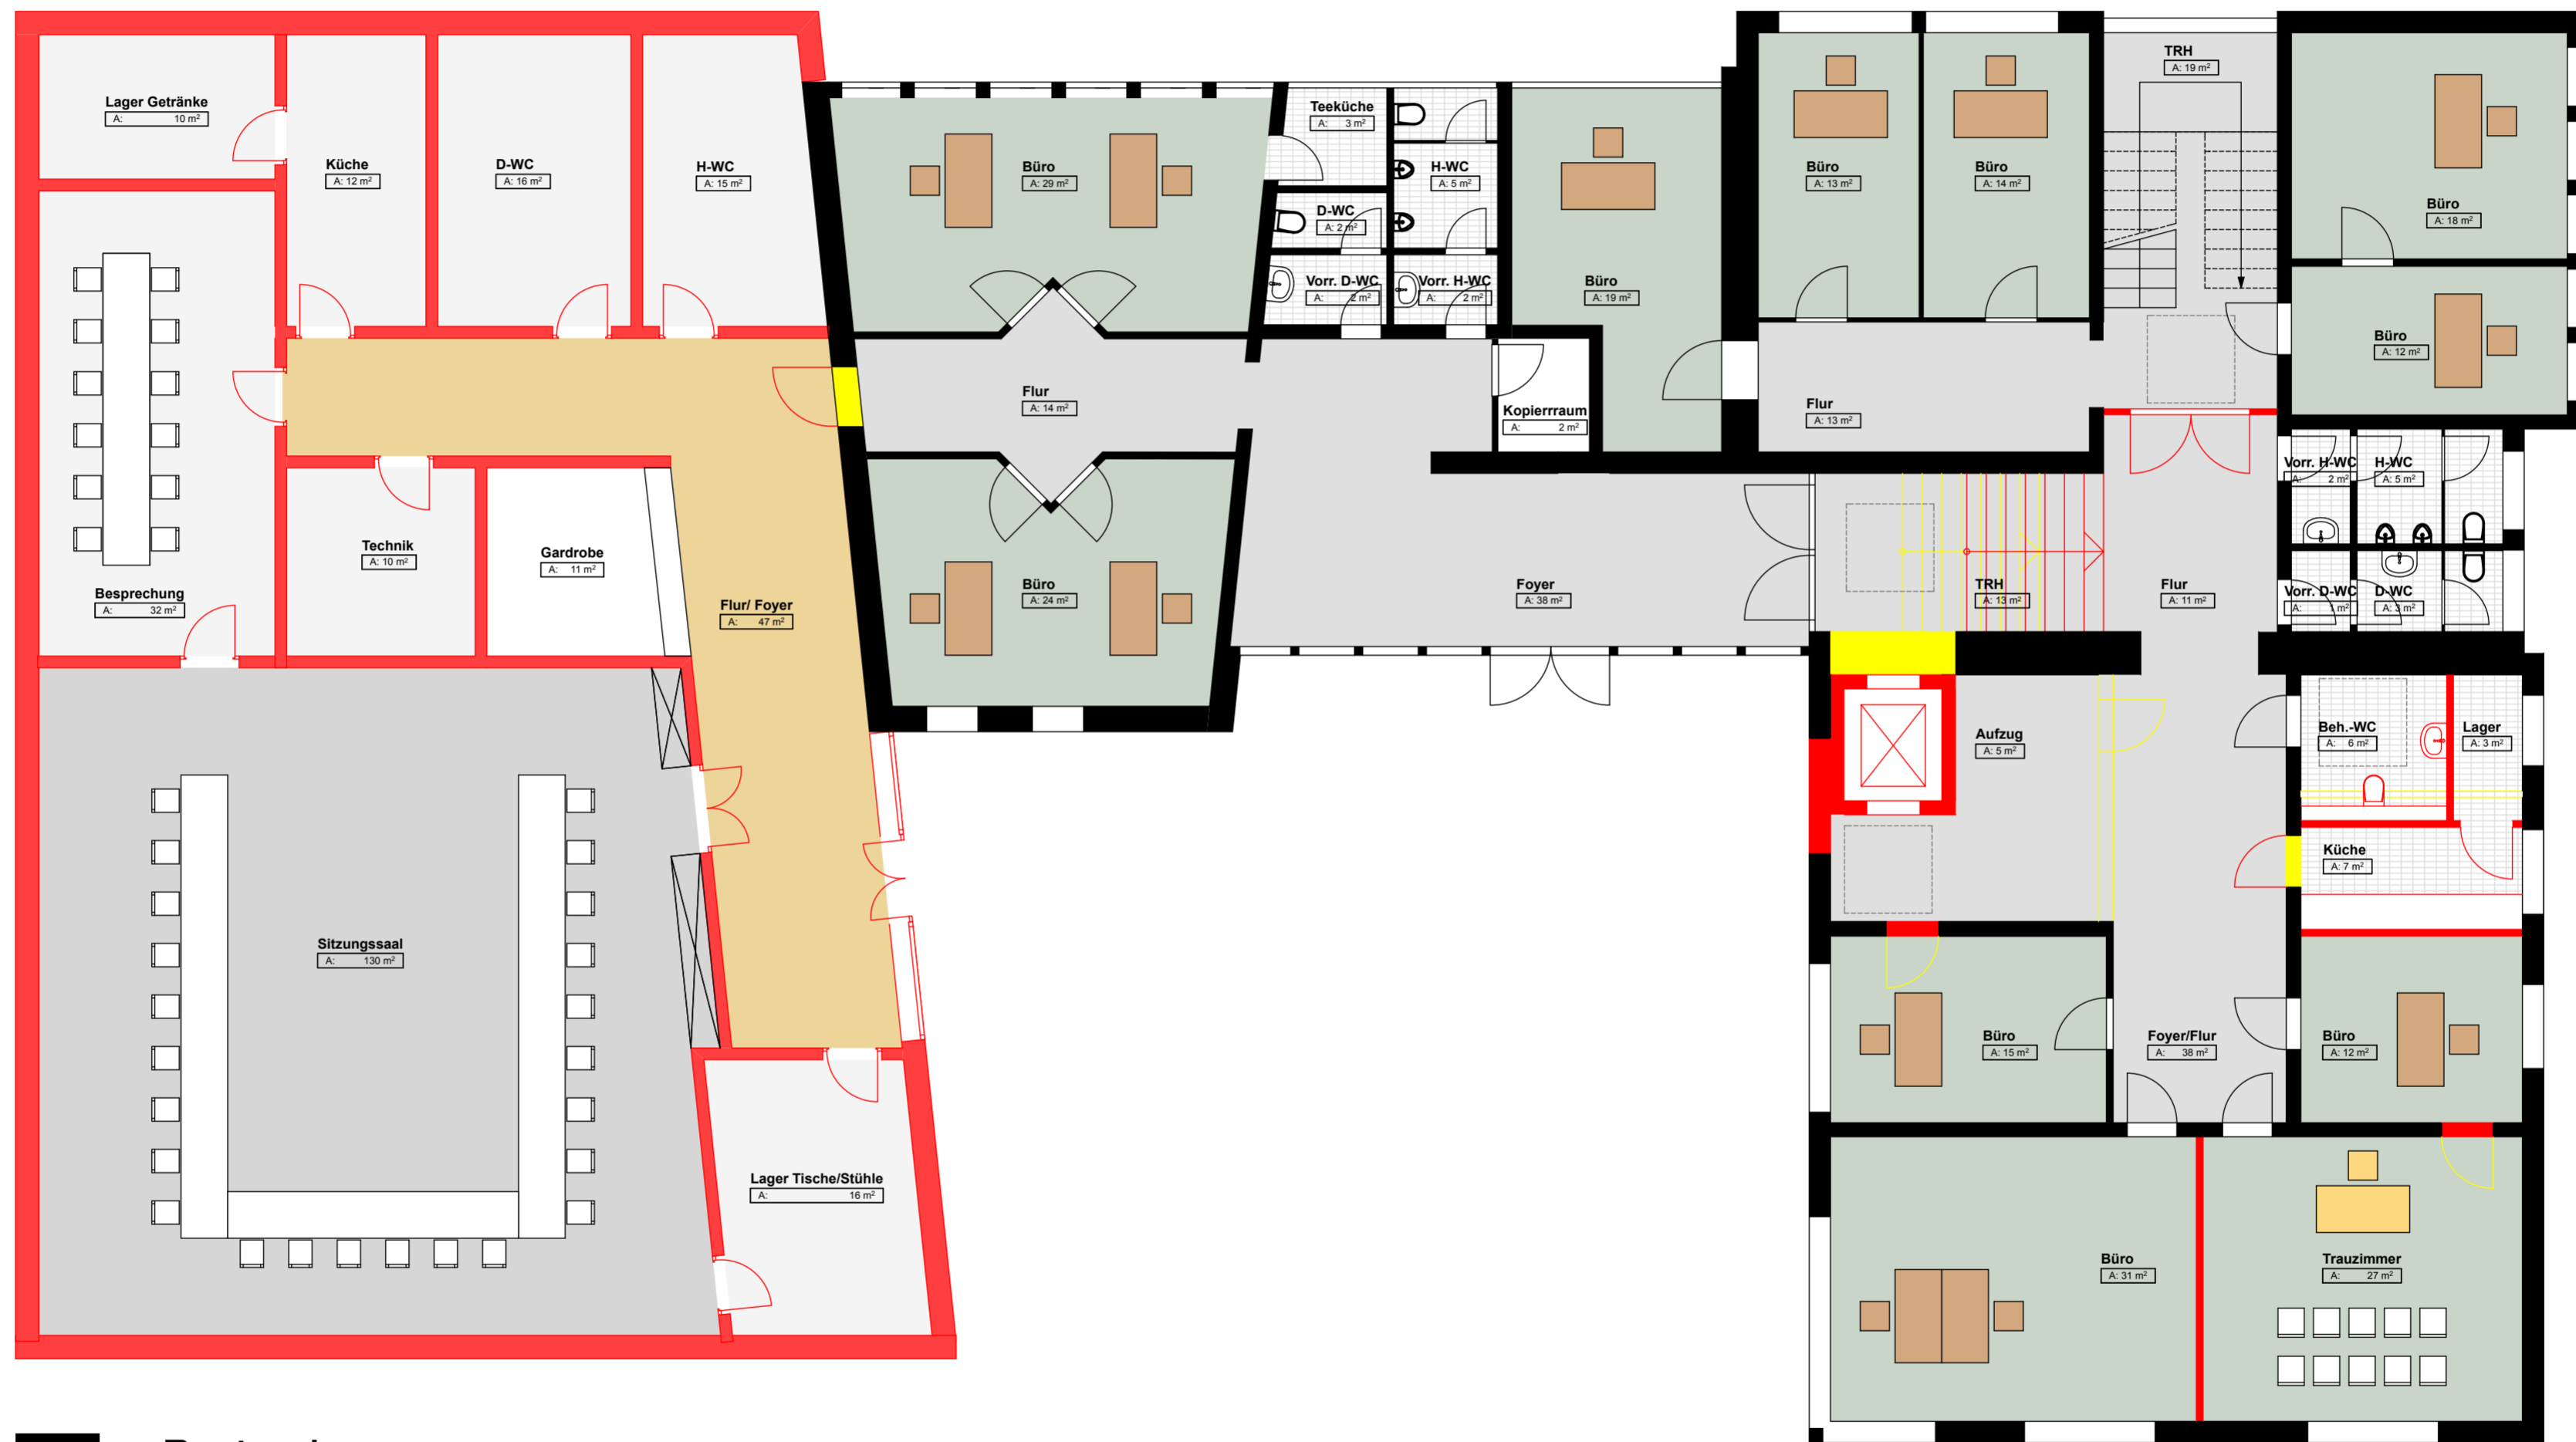 Lager Getränke
A: 10 m²
Küche
A: 12 m²
D-WC
A: 16 m²
H-WC
A: 15 m²
Besprechung
A: 32 m²
Technik
A: 10 m²
Gardrobe
A: 11 m²
Flur/ Foyer
A: 47 m²
Sitzungssaal
A: 130 m²
Lager Tische/Stühle
A: 16 m²
Büro
A: 29 m²
Flur
A: 14 m²
Büro
A: 24 m²
Teeküche
A: 3 m²
H-WC
A: 5 m²
D-WC
A: 2 m²
Vorr. D-WC
A: 2 m²
Vorr. H-WC
A: 2 m²
Büro
A: 19 m²
Kopierrraum
A: 2 m²
Foyer
A: 38 m²
Büro
A: 13 m²
Büro
A: 14 m²
Flur
A: 13 m²
TRH
A: 19 m²
Büro
A: 18 m²
Büro
A: 12 m²
TRH
A: 13 m²
Flur
A: 11 m²
Vorr. H-WC
A: 2 m²
H-WC
A: 5 m²
Vorr. D-WC
A: 1 m²
D-WC
A: 3 m²
Aufzug
A: 5 m²
Beh.-WC
A: 6 m²
Lager
A: 3 m²
Küche
A: 7 m²
Büro
A: 15 m²
Foyer/Flur
A: 38 m²
Büro
A: 12 m²
Büro
A: 31 m²
Trauzimmer
A: 27 m²